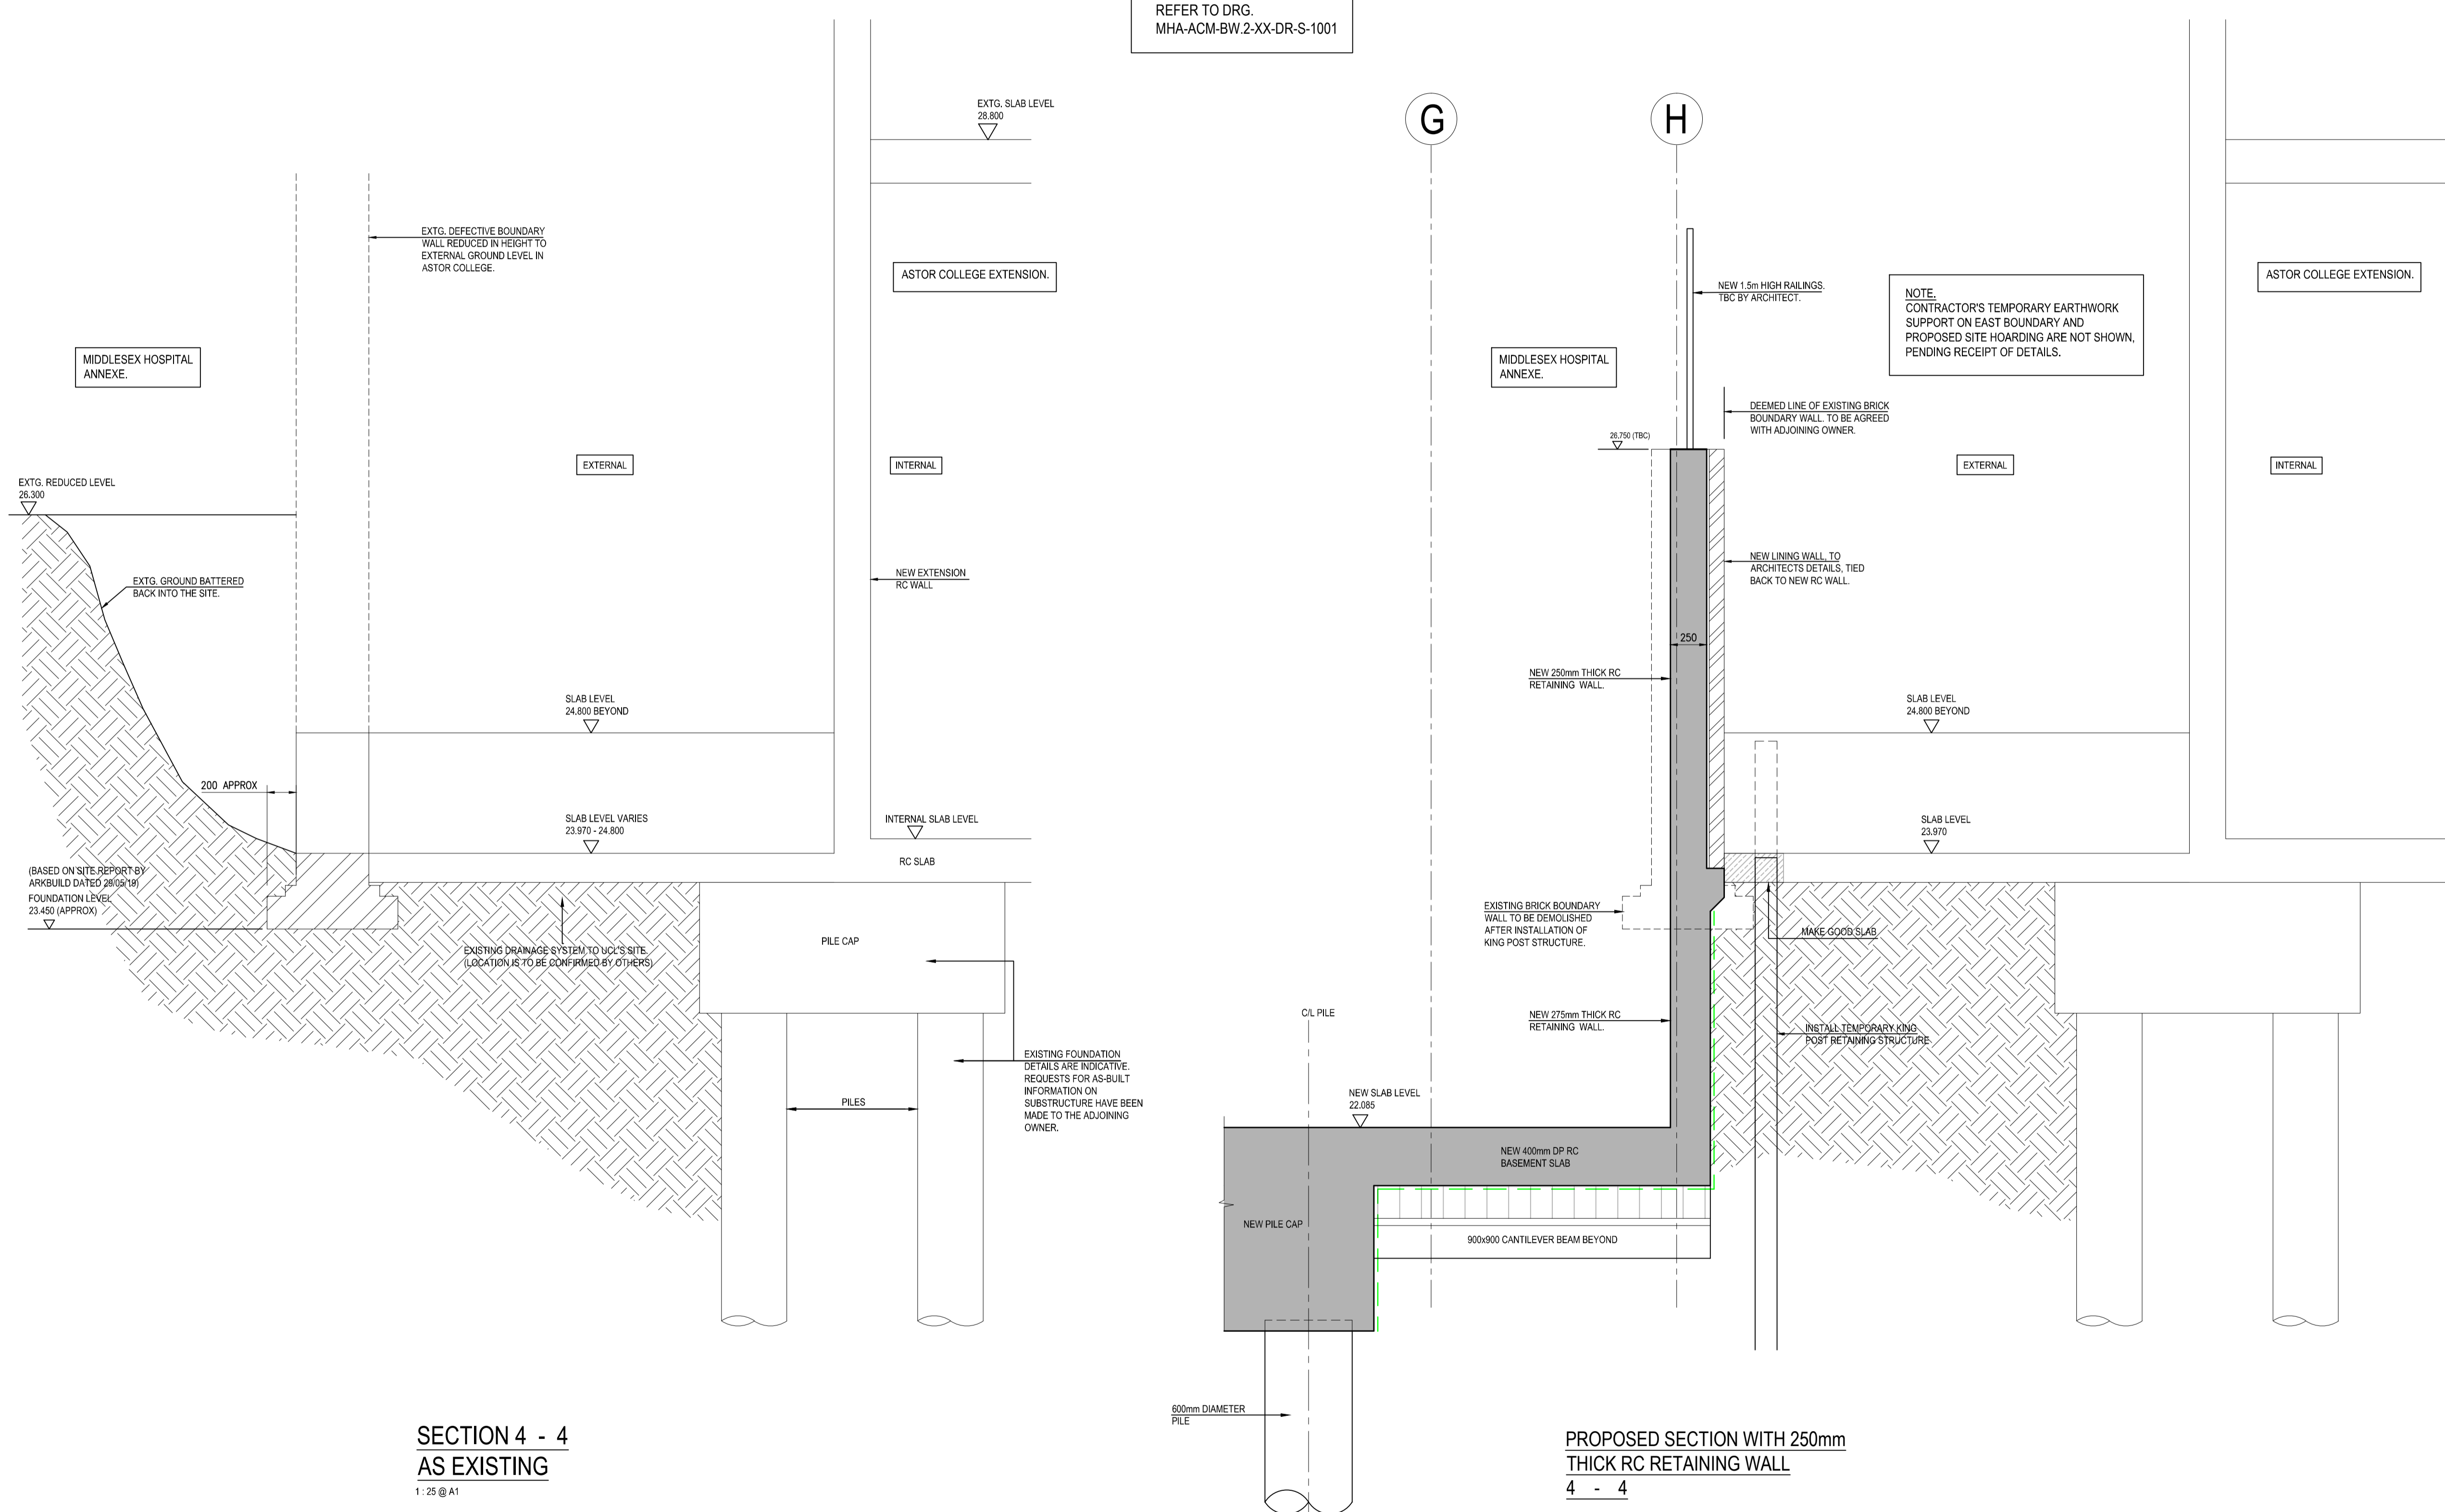 REFER TO DRG.
MHA-ACM-BW.2-XX-DR-S-1001
EXTG. SLAB LEVEL
28.800
EXTG. DEFECTIVE BOUNDARY
WALL REDUCED IN HEIGHT TO
EXTERNAL GROUND LEVEL IN
ASTOR COLLEGE.
ASTOR COLLEGE EXTENSION.
MIDDLESEX HOSPITAL
ANNEXE.
EXTERNAL
INTERNAL
EXTG. REDUCED LEVEL
26.300
EXTG. GROUND BATTERED
BACK INTO THE SITE.
NEW EXTENSION
RC WALL
SLAB LEVEL
24.800 BEYOND
200 APPROX
SLAB LEVEL VARIES
23.970 - 24.800
INTERNAL SLAB LEVEL
RC SLAB
(BASED ON SITE REPORT BY
ARKBUILD DATED 29/05/19)
FOUNDATION LEVEL
23.450 (APPROX)
EXISTING DRAINAGE SYSTEM TO UCL'S SITE.
(LOCATION IS TO BE CONFIRMED BY OTHERS)
PILE CAP
PILES
EXISTING FOUNDATION
DETAILS ARE INDICATIVE.
REQUESTS FOR AS-BUILT
INFORMATION ON
SUBSTRUCTURE HAVE BEEN
MADE TO THE ADJOINING
OWNER.
SECTION 4 - 4
AS EXISTING
1 : 25 @ A1
G
H
NEW 1.5m HIGH RAILINGS.
TBC BY ARCHITECT.
NOTE.
CONTRACTOR'S TEMPORARY EARTHWORK
SUPPORT ON EAST BOUNDARY AND
PROPOSED SITE HOARDING ARE NOT SHOWN,
PENDING RECEIPT OF DETAILS.
ASTOR COLLEGE EXTENSION.
MIDDLESEX HOSPITAL
ANNEXE.
DEEMED LINE OF EXISTING BRICK
BOUNDARY WALL. TO BE AGREED
WITH ADJOINING OWNER.
26.750 (TBC)
EXTERNAL
INTERNAL
NEW LINING WALL, TO
ARCHITECTS DETAILS, TIED
BACK TO NEW RC WALL.
250
NEW 250mm THICK RC
RETAINING WALL.
SLAB LEVEL
24.800 BEYOND
SLAB LEVEL
23.970
EXISTING BRICK BOUNDARY
WALL TO BE DEMOLISHED
AFTER INSTALLATION OF
KING POST STRUCTURE.
MAKE GOOD SLAB
C/L PILE
NEW 275mm THICK RC
RETAINING WALL.
INSTALL TEMPORARY KING
POST RETAINING STRUCTURE
NEW SLAB LEVEL
22.085
NEW 400mm DP RC
BASEMENT SLAB
NEW PILE CAP
900x900 CANTILEVER BEAM BEYOND
600mm DIAMETER
PILE
PROPOSED SECTION WITH 250mm
THICK RC RETAINING WALL
4 - 4